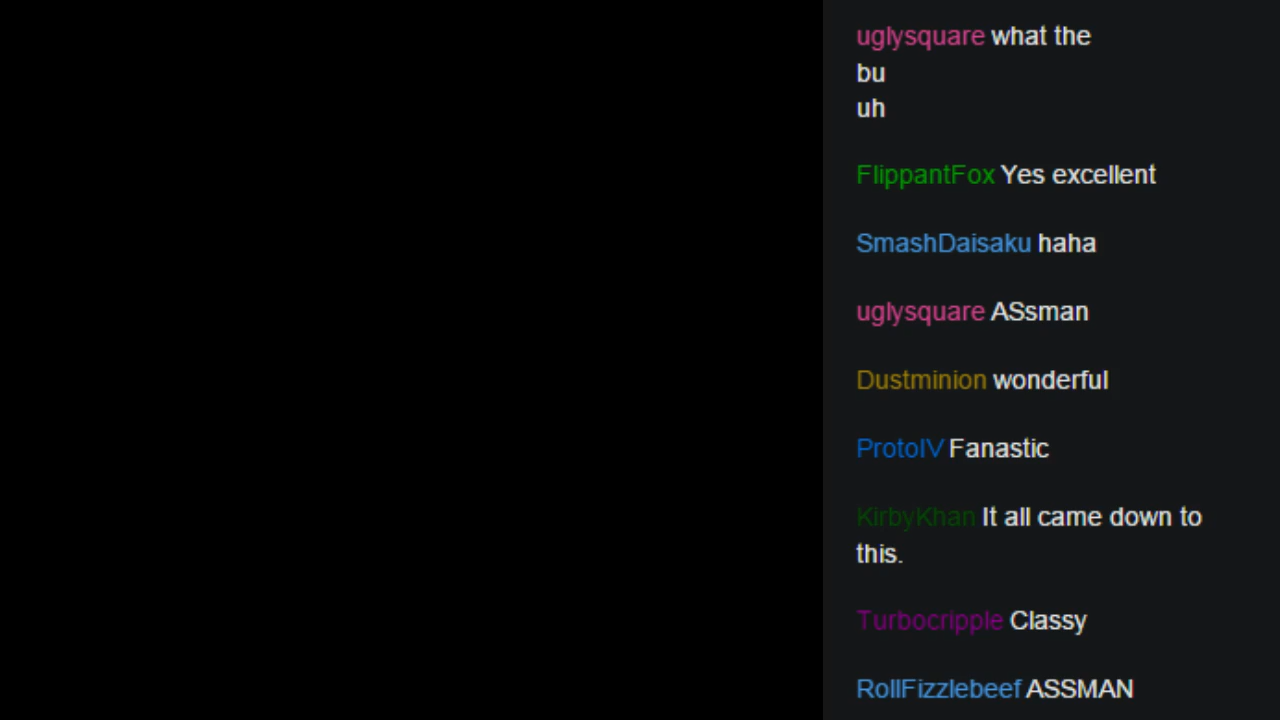 uglysquare what the
bu
uh
FlippantFox Yes excellent
SmashDaisaku haha
uglysquare ASsman
Dustminion wonderful
ProtoIV Fanastic
KirbyKhan It all came down to
this.
Turbocripple Classy
RollFizzlebeef ASSMAN